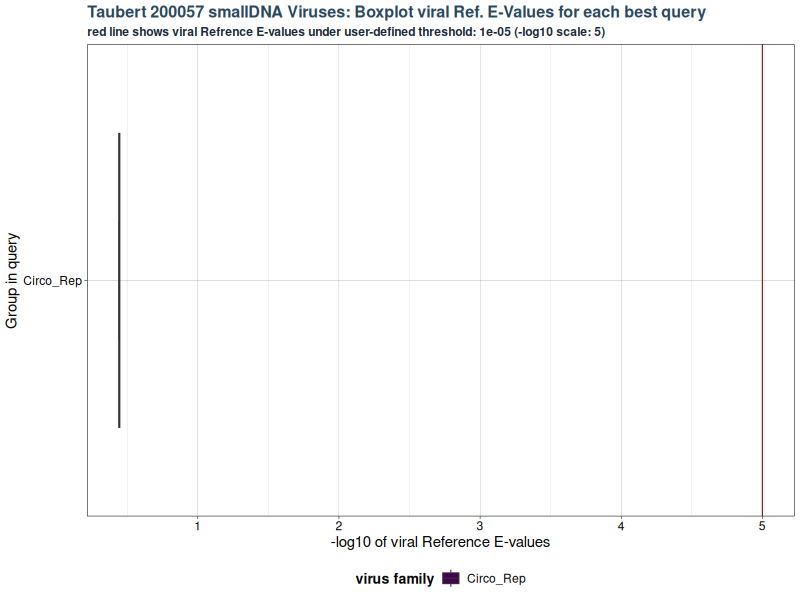 Taubert 200057 smallDNA Viruses: Boxplot viral Ref. E-Values for each best query
red line shows viral Refrence E-values under user-defined threshold: 1e-05 (-log10 scale: 5)
Group in query
Circo_Rep
1 2 3 4 5
-log10 of viral Reference E-values
virus family Circo_Rep